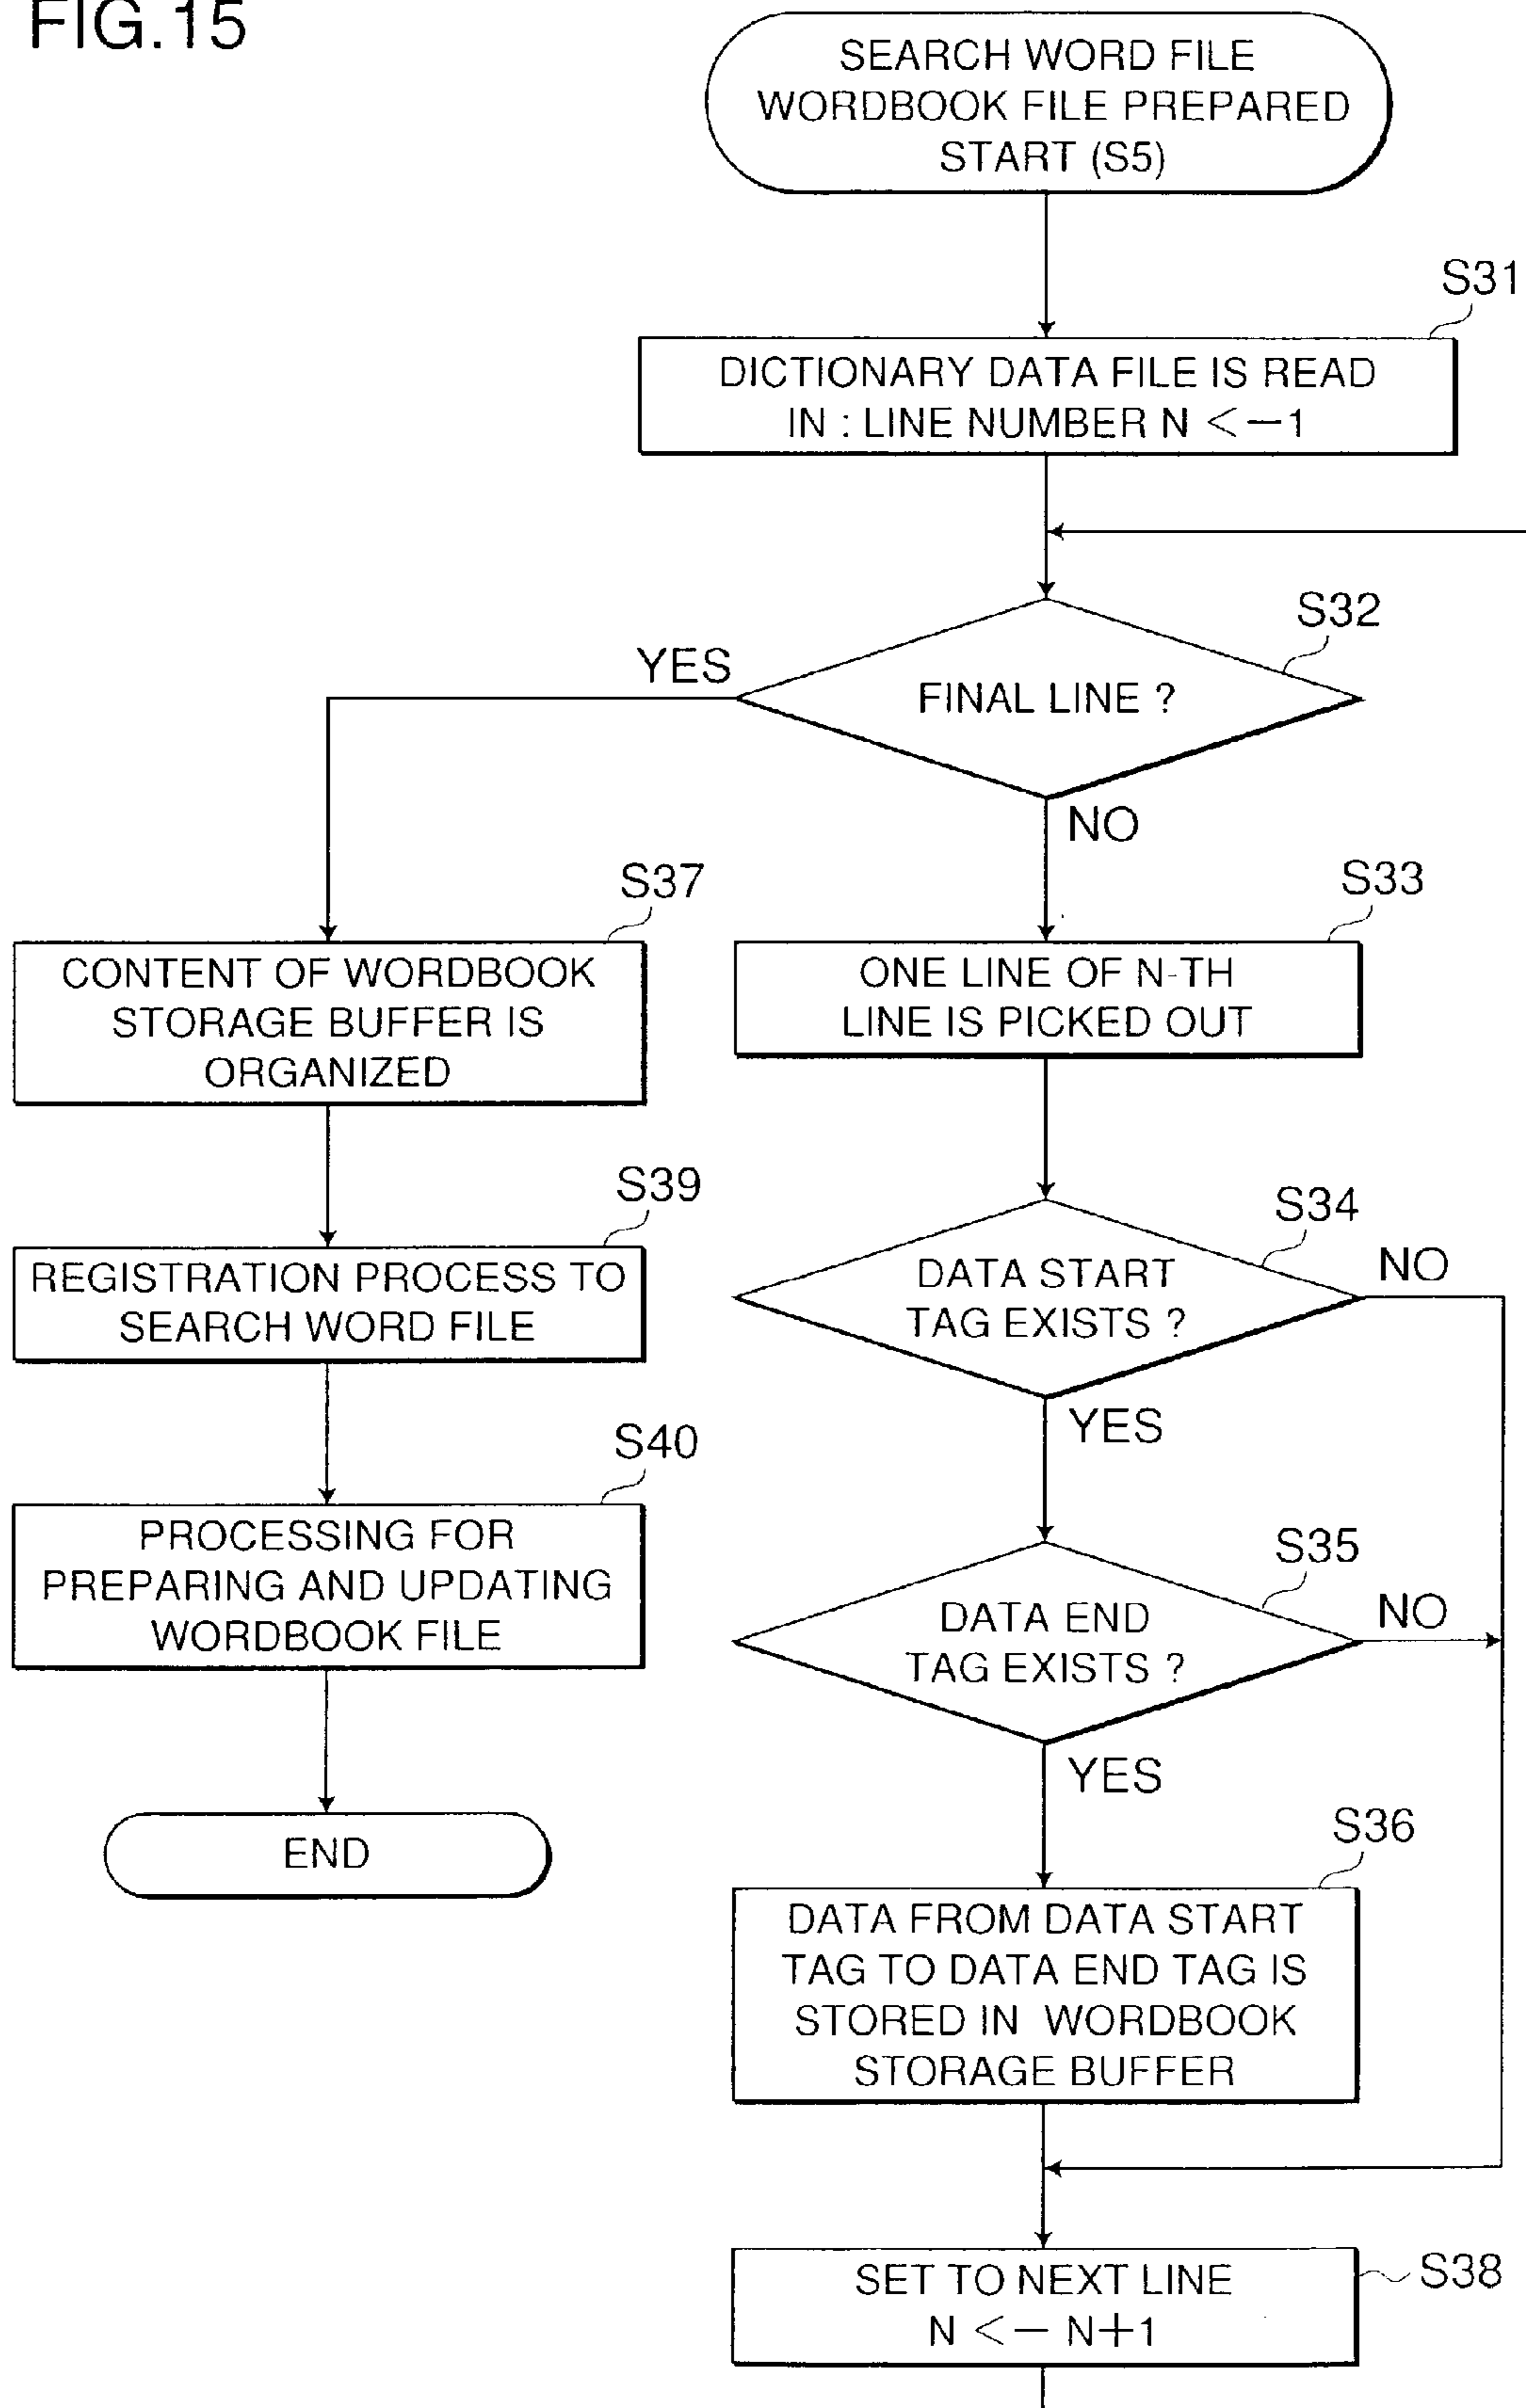 FIG.15
SEARCH WORD FILE
WORDBOOK FILE PREPARED
START (S5)
S31
DICTIONARY DATA FILE IS READ
IN : LINE NUMBER N <−1
S32
YES
FINAL LINE ?
NO
S37
CONTENT OF WORDBOOK
STORAGE BUFFER IS
ORGANIZED
S33
ONE LINE OF N-TH
LINE IS PICKED OUT
S39
REGISTRATION PROCESS TO
SEARCH WORD FILE
S34
DATA START
TAG EXISTS ?
NO
YES
S40
PROCESSING FOR
PREPARING AND UPDATING
WORDBOOK FILE
S35
DATA END
TAG EXISTS ?
NO
YES
END
S36
DATA FROM DATA START
TAG TO DATA END TAG IS
STORED IN WORDBOOK
STORAGE BUFFER
SET TO NEXT LINE
N <− N+1
S38